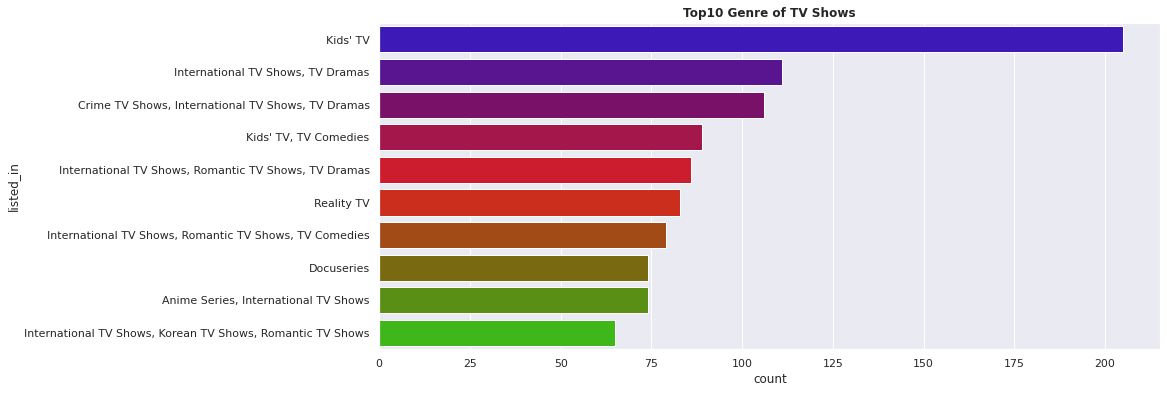 Top10 Genre of TV Shows
Kids' TV
International TV Shows, TV Dramas
Crime TV Shows, International TV Shows, TV Dramas
Kids' TV, TV Comedies
International TV Shows, Romantic TV Shows, TV Dramas
Reality TV
International TV Shows, Romantic TV Shows, TV Comedies
Docuseries
Anime Series, International TV Shows
International TV Shows, Korean TV Shows, Romantic TV Shows
listed_in
0 25 50 75 100 125 150 175 200
count